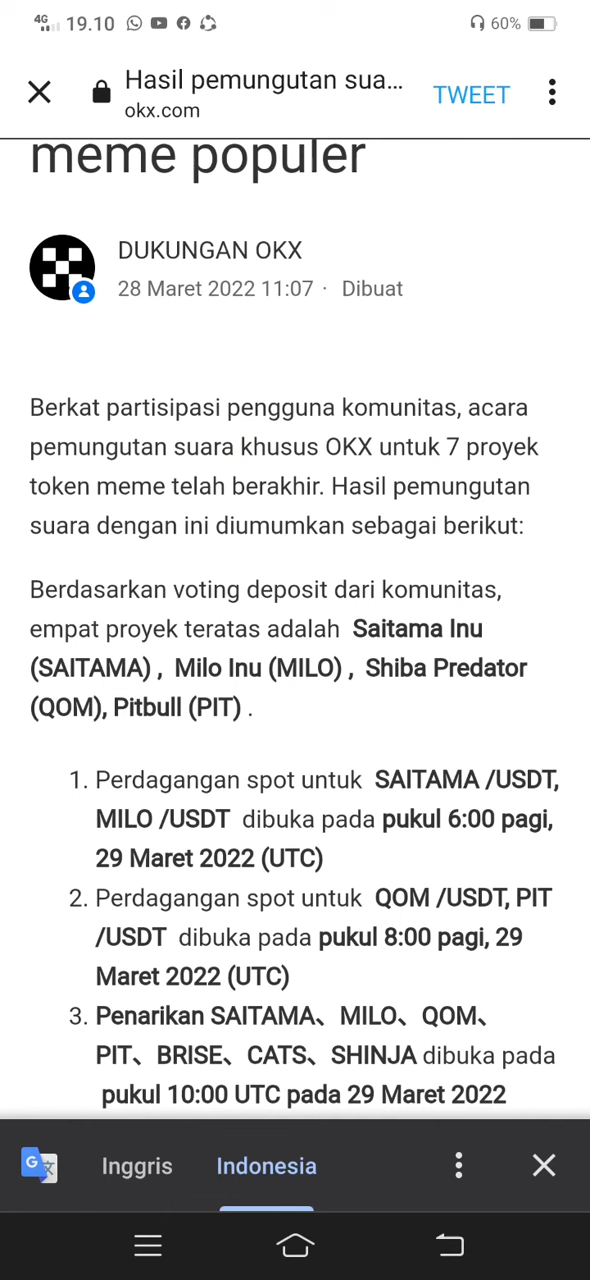 4G 19.10 60%
Hasil pemungutan sua...
okx.com
TWEET
meme populer
DUKUNGAN OKX
28 Maret 2022 11:07 · Dibuat
Berkat partisipasi pengguna komunitas, acara
pemungutan suara khusus OKX untuk 7 proyek
token meme telah berakhir. Hasil pemungutan
suara dengan ini diumumkan sebagai berikut:
Berdasarkan voting deposit dari komunitas,
empat proyek teratas adalah Saitama Inu
(SAITAMA) , Milo Inu (MILO) , Shiba Predator
(QOM), Pitbull (PIT) .
1. Perdagangan spot untuk SAITAMA /USDT,
MILO /USDT dibuka pada pukul 6:00 pagi,
29 Maret 2022 (UTC)
2. Perdagangan spot untuk QOM /USDT, PIT
/USDT dibuka pada pukul 8:00 pagi, 29
Maret 2022 (UTC)
3. Penarikan SAITAMA、MILO、QOM、
PIT、BRISE、CATS、SHINJA dibuka pada
pukul 10:00 UTC pada 29 Maret 2022
G 文 Inggris Indonesia